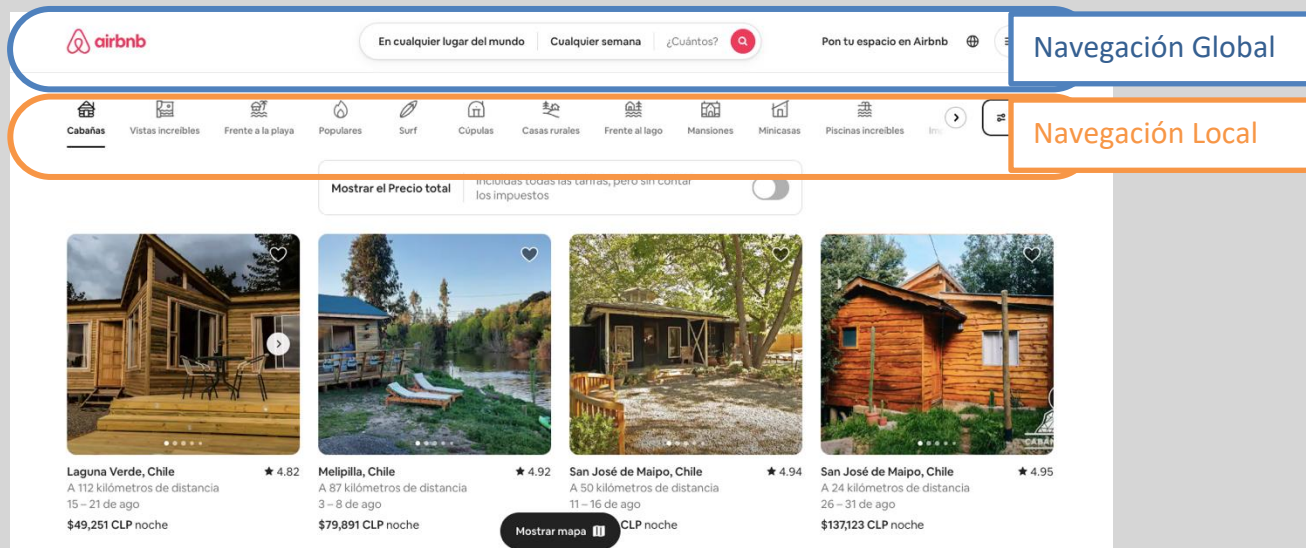 airbnb
En cualquier lugar del mundo
Cualquier semana
¿Cuántos?
Pon tu espacio en Airbnb
Navegación Global
Cabañas
Vistas increíbles
Frente a la playa
Populares
Surf
Cúpulas
Casas rurales
Frente al lago
Mansiones
Minicasas
Piscinas increíbles
Navegación Local
Mostrar el Precio total
Incluidas todas las tarifas, pero sin contar
los impuestos
Laguna Verde, Chile
★ 4.82
A 112 kilómetros de distancia
15 – 21 de ago
$49,251 CLP noche
Melipilla, Chile
★ 4.92
A 87 kilómetros de distancia
3 – 8 de ago
$79,891 CLP noche
San José de Maipo, Chile
★ 4.94
A 50 kilómetros de distancia
11 – 16 de ago
CLP noche
San José de Maipo, Chile
★ 4.95
A 24 kilómetros de distancia
26 – 31 de ago
$137,123 CLP noche
Mostrar mapa